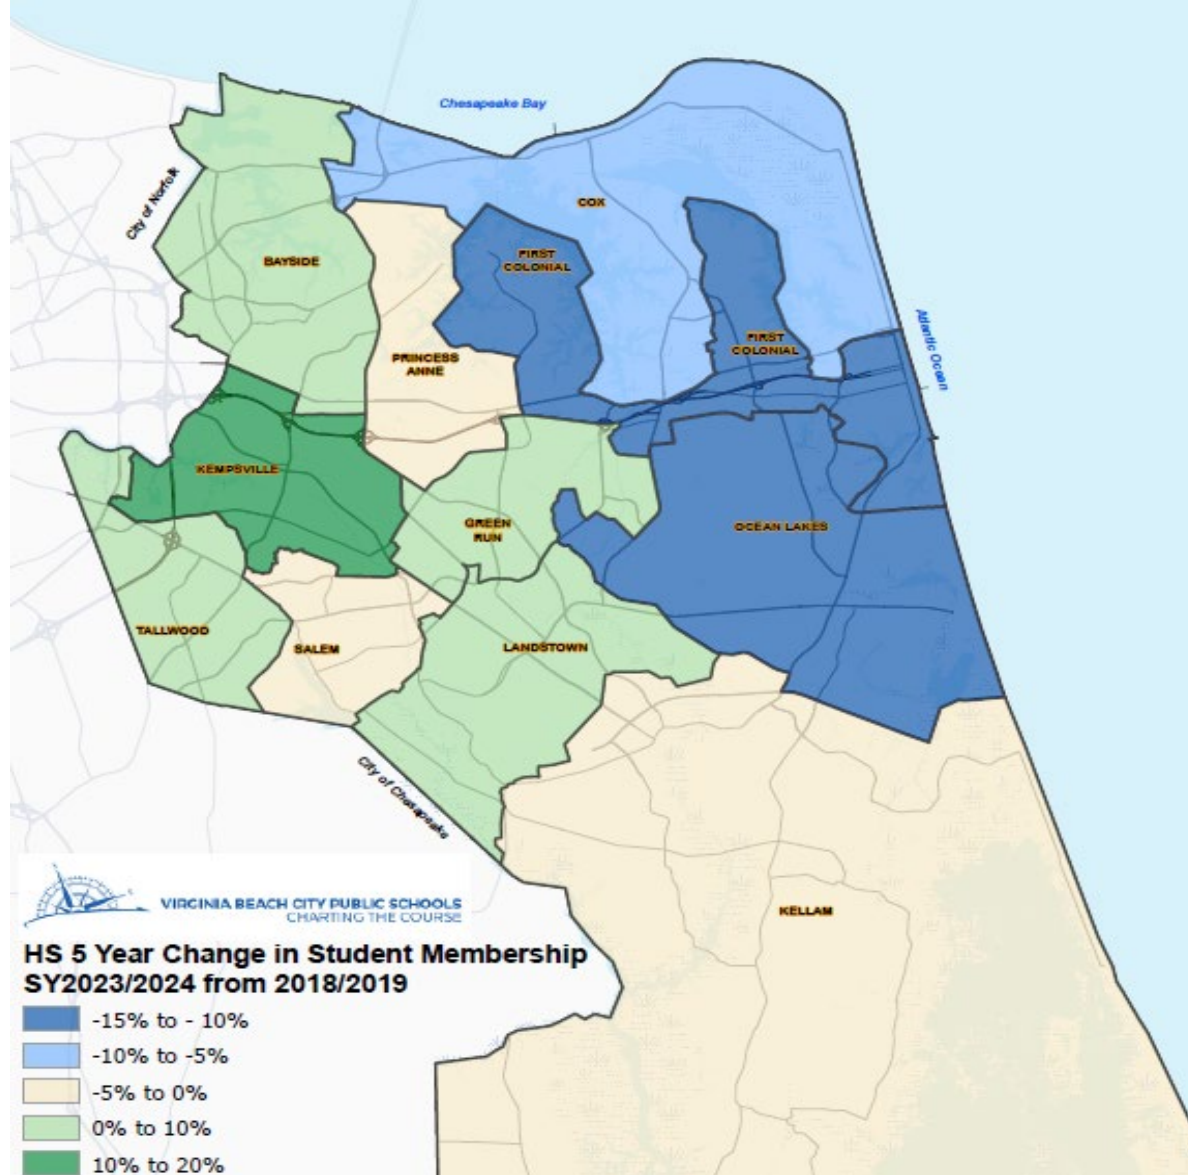 Chesapeake Bay
City of Norfolk
COX
BAYSIDE
FIRST
COLONIAL
Atlantic Ocean
FIRST
COLONIAL
PRINCESS
ANNE
KEMPSVILLE
GREEN
RUN
OCEAN LAKES
TALLWOOD
SALEM
LANDSTOWN
City of Chesapeake
KELLAM
VIRGINIA BEACH CITY PUBLIC SCHOOLS
CHARTING THE COURSE
HS 5 Year Change in Student Membership
SY2023/2024 from 2018/2019
-15% to - 10%
-10% to -5%
-5% to 0%
0% to 10%
10% to 20%